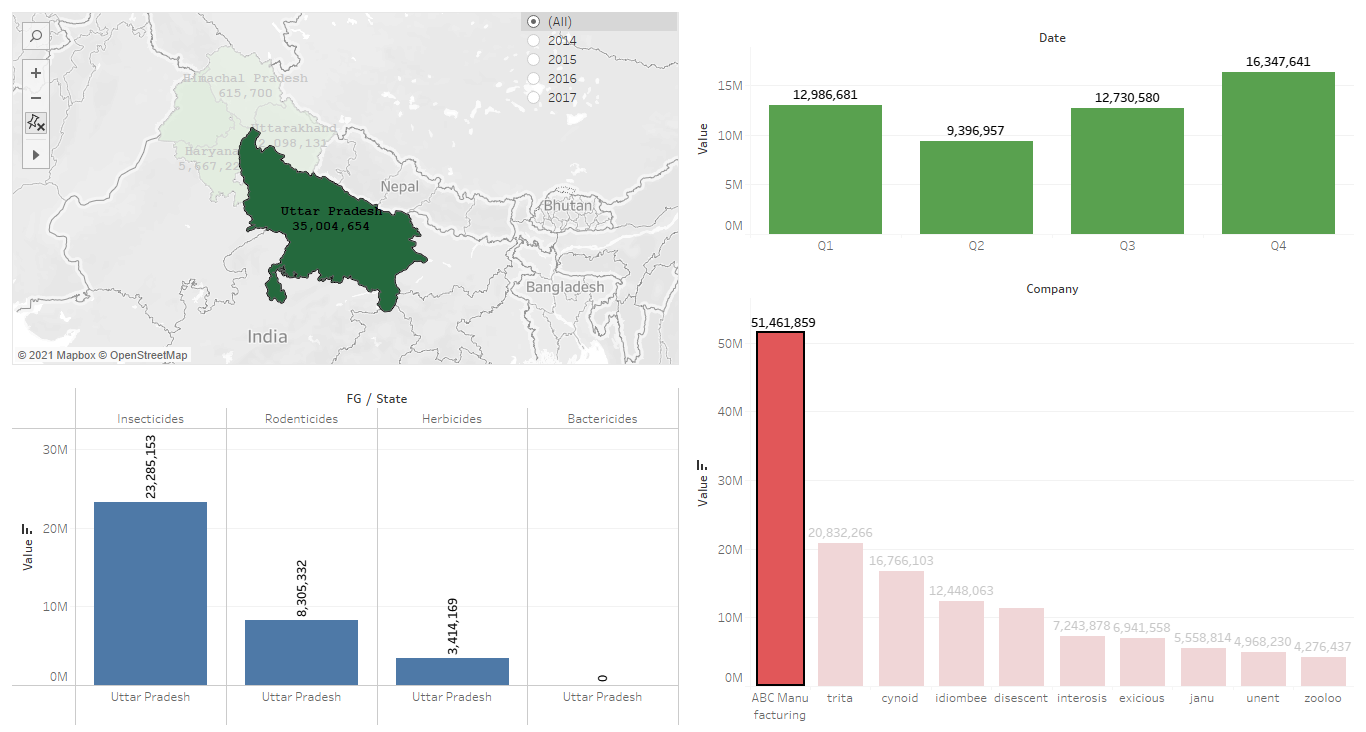 (All)
2014
2015
2016
2017
Himachal Pradesh
615,700
Uttarakhand
2,098,131
Haryana
Nepal
Uttar Pradesh
35,004,654
Bhutan
Bangladesh
India
© 2021 Mapbox © OpenStreetMap
Date
16,347,641
15M
12,986,681
12,730,580
10M
9,396,957
Value
5M
0M
Q1 Q2 Q3 Q4
FG / State
Insecticides Rodenticides Herbicides Bactericides
30M
23,285,153
20M
Value
8,305,332
10M
3,414,169
0M
0
Uttar Pradesh Uttar Pradesh Uttar Pradesh Uttar Pradesh
Company
51,461,859
50M
40M
30M
Value
20,832,266
20M
16,766,103
12,448,063
10M
7,243,878 6,941,558
5,558,814 4,968,230 4,276,437
0M
ABC Manu trita cynoid idiombee disescent interosis exicious janu unent zooloo
facturing